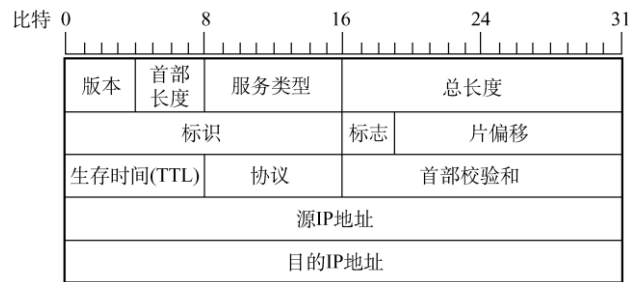 比特 0 8 16 24 31
版本 首部长度 服务类型 总长度
标识 标志 片偏移
生存时间(TTL) 协议 首部校验和
源IP地址
目的IP地址